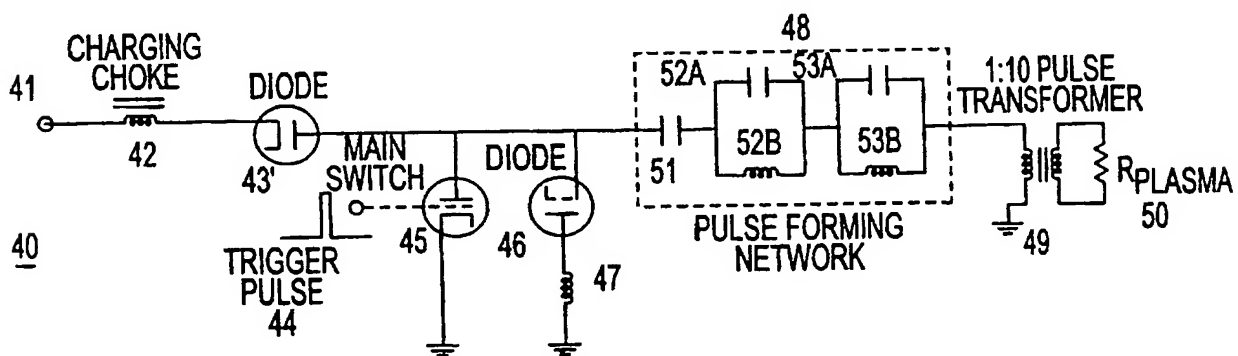 48
CHARGING
CHOKE
52A
53A
1:10 PULSE
TRANSFORMER
41
DIODE
42
43'
MAIN
SWITCH
DIODE
51
52B
53B
RPLASMA
50
40
45
46
PULSE FORMING
NETWORK
49
TRIGGER
PULSE
44
47